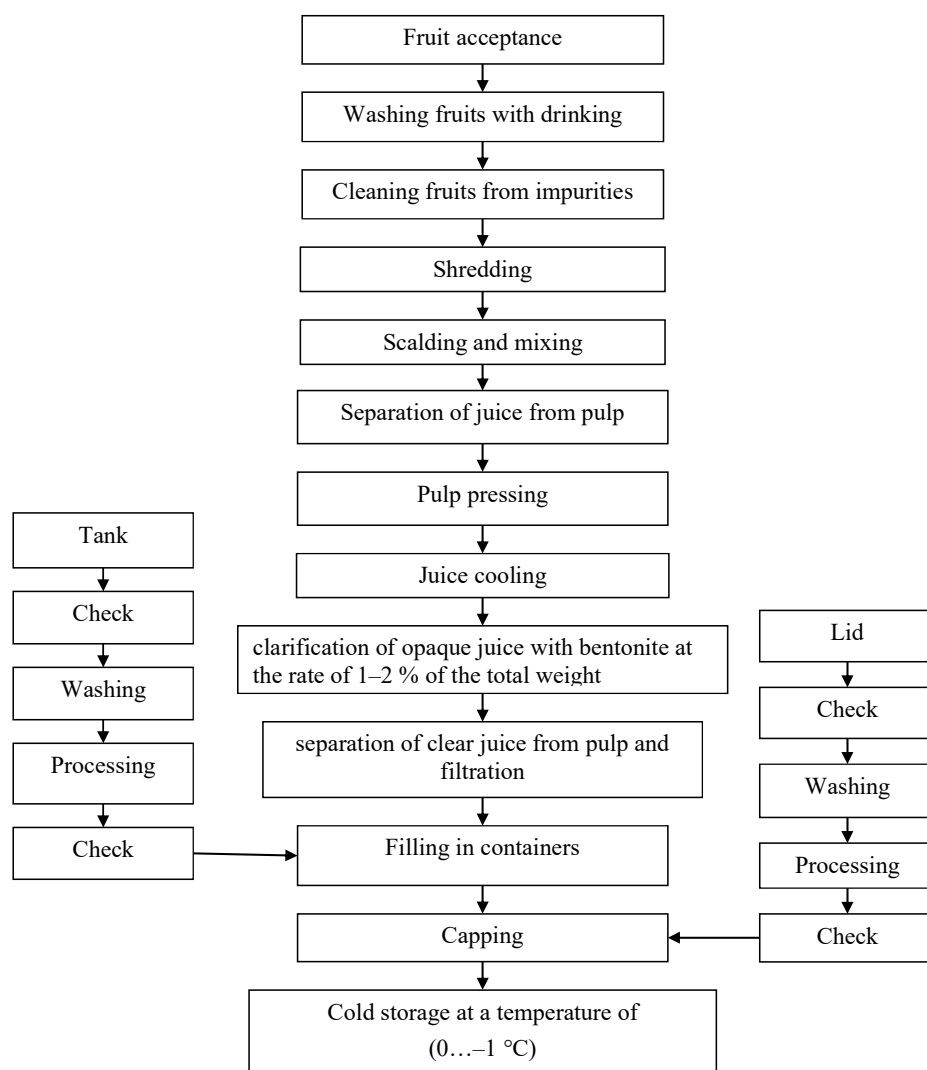 Fruit acceptance
Washing fruits with drinking
Cleaning fruits from impurities
Shredding
Scalding and mixing
Separation of juice from pulp
Pulp pressing
Juice cooling
clarification of opaque juice with bentonite at
the rate of 1–2 % of the total weight
separation of clear juice from pulp and
filtration
Filling in containers
Capping
Cold storage at a temperature of
(0…–1 °C)
Tank
Check
Washing
Processing
Check
Lid
Check
Washing
Processing
Check